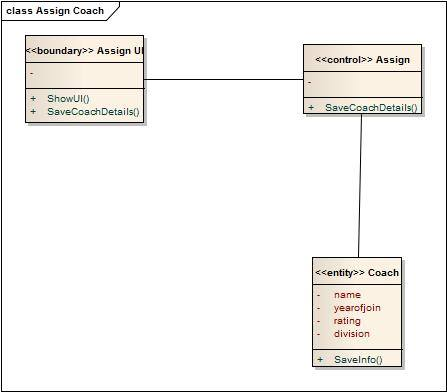 class Assign Coach
<<boundary>> Assign UI
-
+ ShowUI()
+ SaveCoachDetails()
<<control>> Assign
-
+ SaveCoachDetails()
<<entity>> Coach
- name
- yearofjoin
- rating
- division
+ SaveInfo()